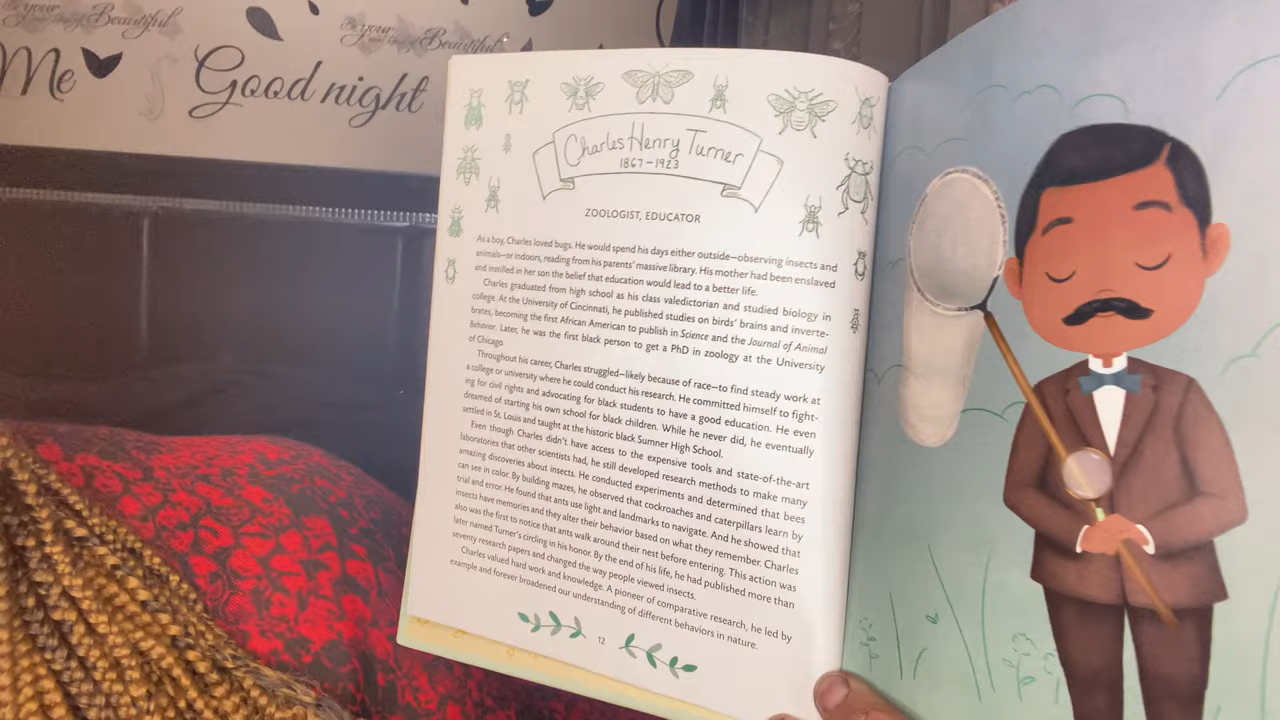 Be your
Beautiful
Be your
Beautiful
Me
Good night
Charles Henry Turner
1867–1923
ZOOLOGIST, EDUCATOR
As a boy, Charles loved bugs. He would spend his days either outside—observing insects and
animals—or indoors, reading from his parents' massive library. His mother had been enslaved
and instilled in her son the belief that education would lead to a better life.
Charles graduated from high school as his class valedictorian and studied biology in
college. At the University of Cincinnati, he published studies on birds' brains and inverte-
brates, becoming the first African American to publish in Science and the Journal of Animal
Behavior. Later, he was the first black person to get a PhD in zoology at the University
of Chicago.
Throughout his career, Charles struggled—likely because of race—to find steady work at
a college or university where he could conduct his research. He committed himself to fight-
ing for civil rights and advocating for black students to have a good education. He even
dreamed of starting his own school for black children. While he never did, he eventually
settled in St. Louis and taught at the historic black Sumner High School.
Even though Charles didn't have access to the expensive tools and state-of-the-art
laboratories that other scientists had, he still developed research methods to make many
amazing discoveries about insects. He conducted experiments and determined that bees
can see in color. By building mazes, he observed that cockroaches and caterpillars learn by
trial and error. He found that ants use light and landmarks to navigate. And he showed that
insects have memories and they alter their behavior based on what they remember. Charles
also was the first to notice that ants walk around their nest before entering. This action was
later named Turner's circling in his honor. By the end of his life, he had published more than
seventy research papers and changed the way people viewed insects.
Charles valued hard work and knowledge. A pioneer of comparative research, he led by
example and forever broadened our understanding of different behaviors in nature.
12